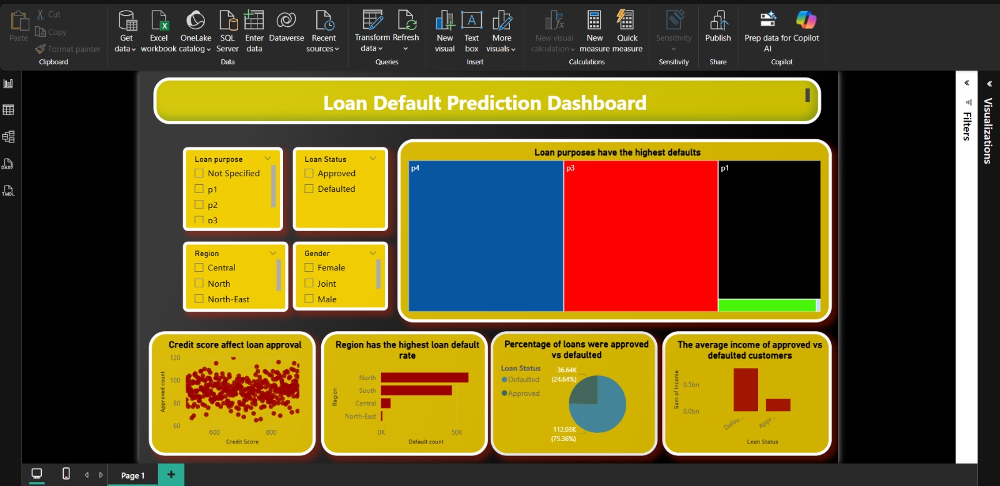 Paste
Cut
Copy
Format painter
Clipboard
Get data
Excel workbook
OneLake catalog
SQL Server
Enter data
Dataverse
Recent sources
Data
Transform data
Refresh
Queries
New visual
Text box
More visuals
Insert
New visual calculation
New measure
Quick measure
Calculations
Sensitivity
Sensitivity
Publish
Share
Prep data for AI
Copilot
Copilot
DAX
TMDL
Loan Default Prediction Dashboard
Filters
Visualizations
Loan purpose
Not Specified
p1
p2
p3
Loan Status
Approved
Defaulted
Loan purposes have the highest defaults
p4
p3
p1
Region
Central
North
North-East
Gender
Female
Joint
Male
Credit score affect loan approval
120
100
80
60
Approved count
600
800
Credit Score
Region has the highest loan default
rate
Region
North
South
Central
North-East
0K
50K
Default count
Percentage of loans were approved
vs defaulted
Loan Status
Defaulted
Approved
36.64K
(24.64%)
112.03K
(75.36%)
The average income of approved vs
defaulted customers
Sum of Income
0.5bn
0.0bn
Defau...
Appr...
Loan Status
Page 1